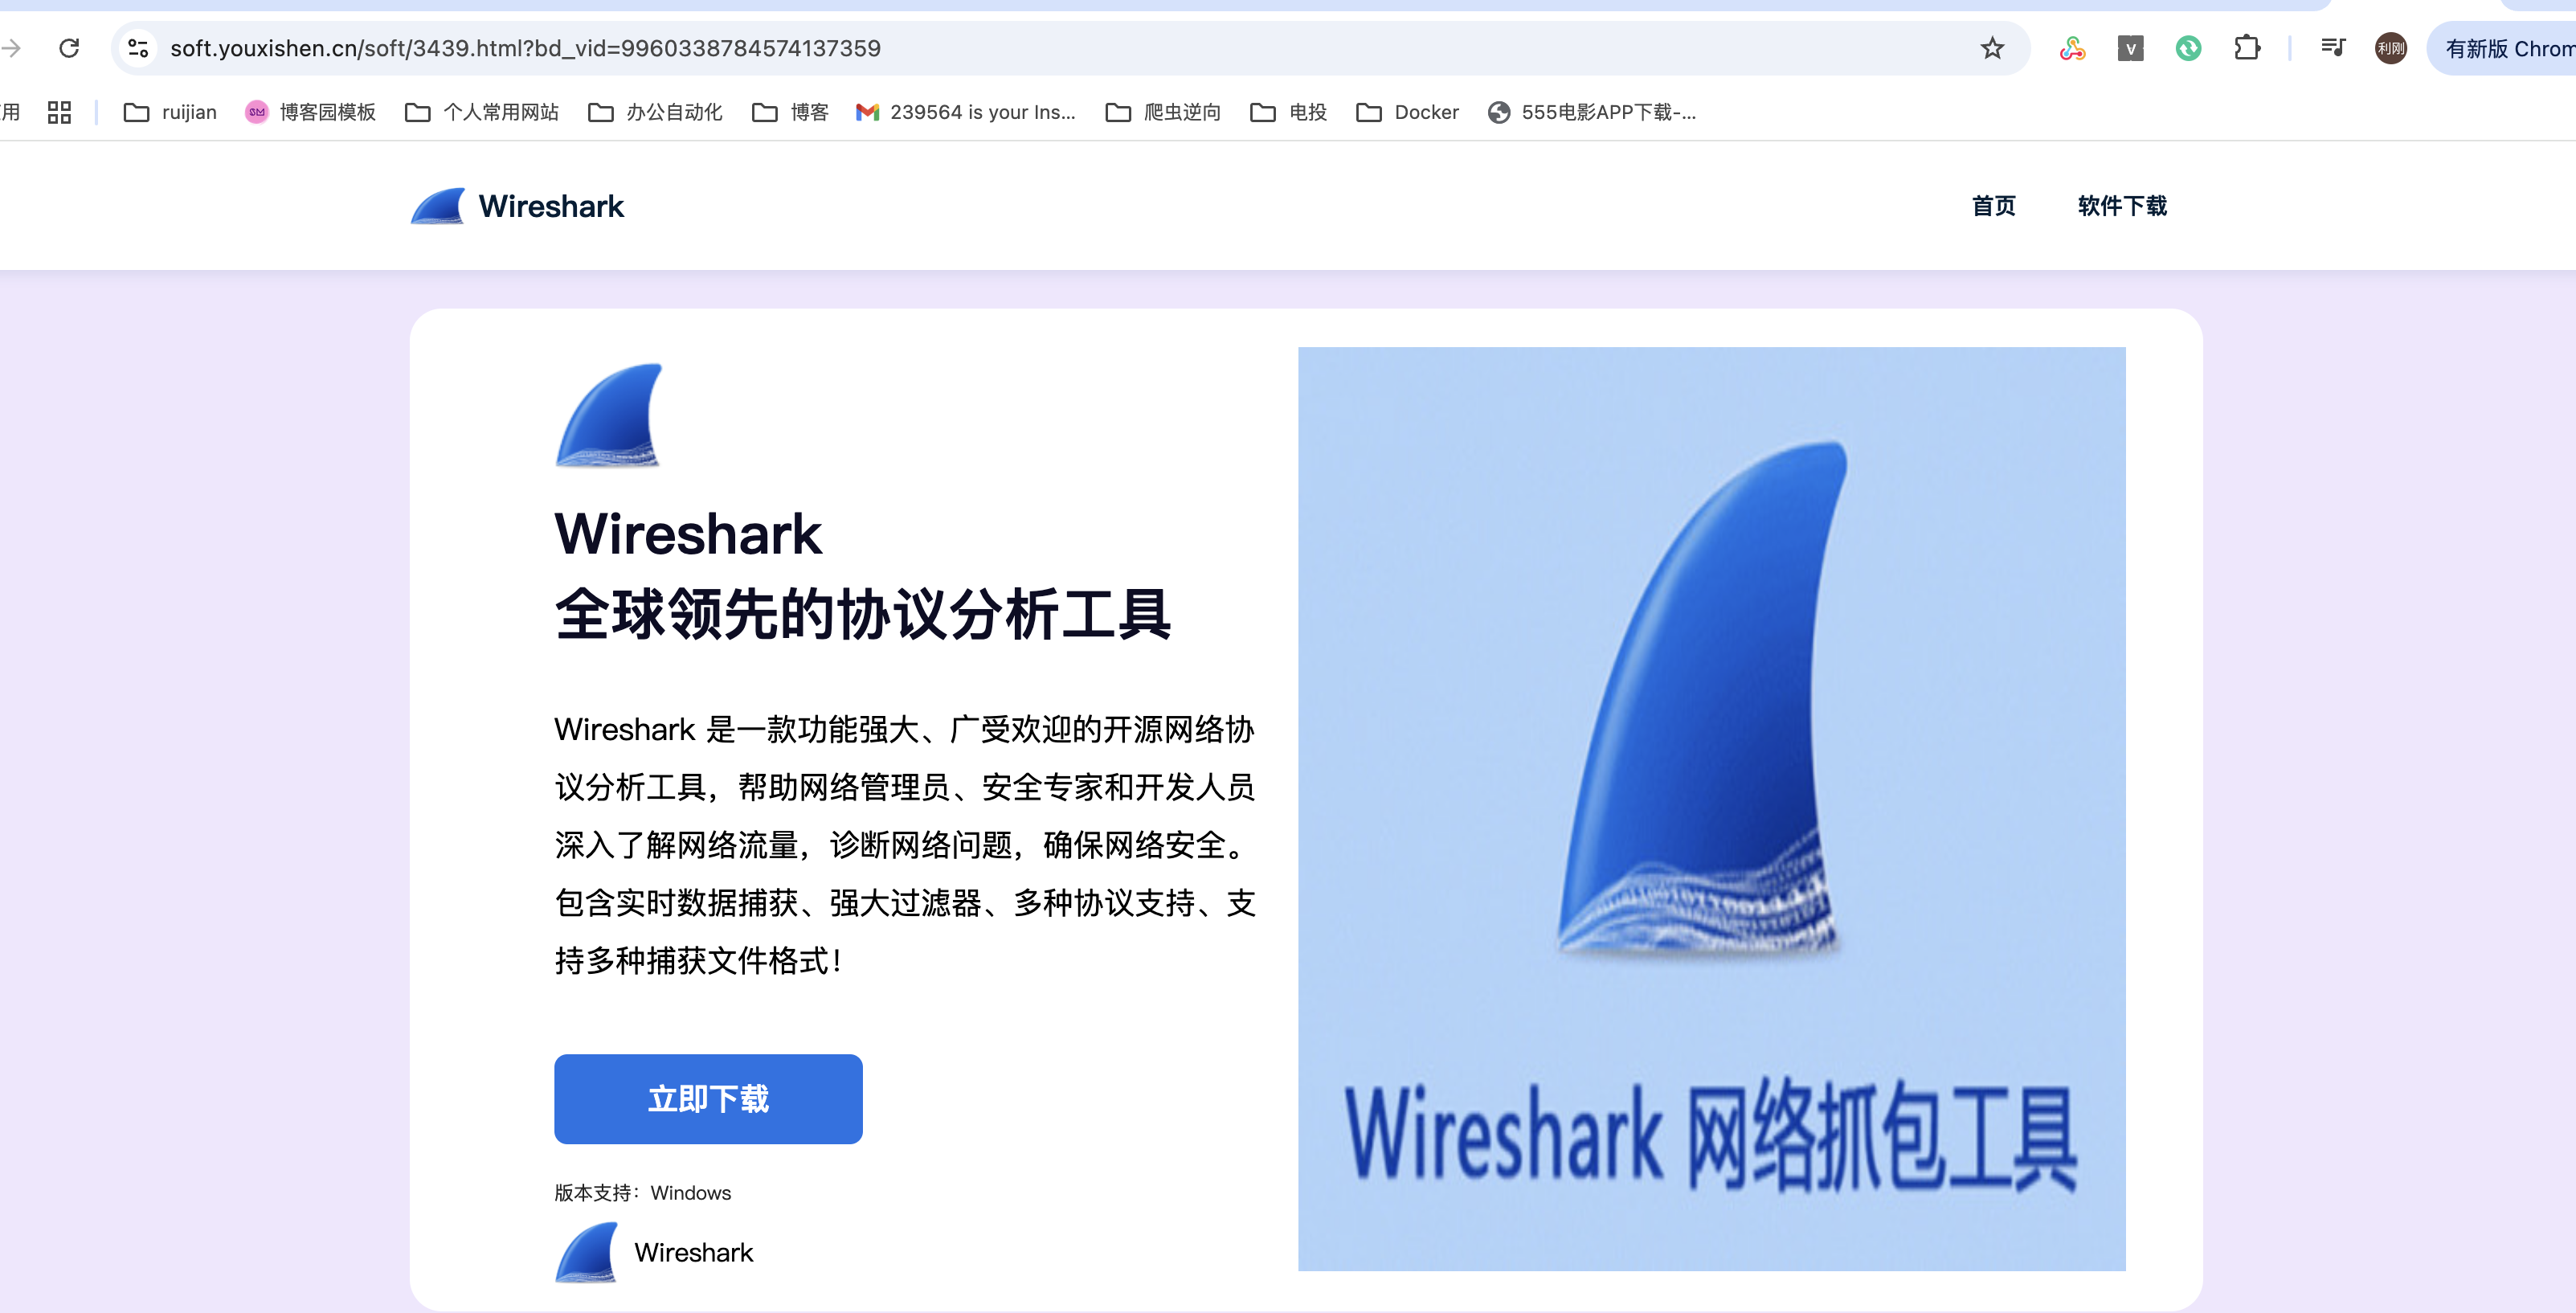 soft.youxishen.cn/soft/3439.html?bd_vid=9960338784574137359
V
利刚
有新版 Chrom
用
ruijian
博客园模板
个人常用网站
办公自动化
博客
239564 is your Ins...
爬虫逆向
电投
Docker
555电影APP下载-...
Wireshark
首页
软件下载
Wireshark
全球领先的协议分析工具
Wireshark 是一款功能强大、广受欢迎的开源网络协
议分析工具，帮助网络管理员、安全专家和开发人员
深入了解网络流量，诊断网络问题，确保网络安全。
包含实时数据捕获、强大过滤器、多种协议支持、支
持多种捕获文件格式！
立即下载
版本支持：Windows
Wireshark
Wireshark 网络抓包工具